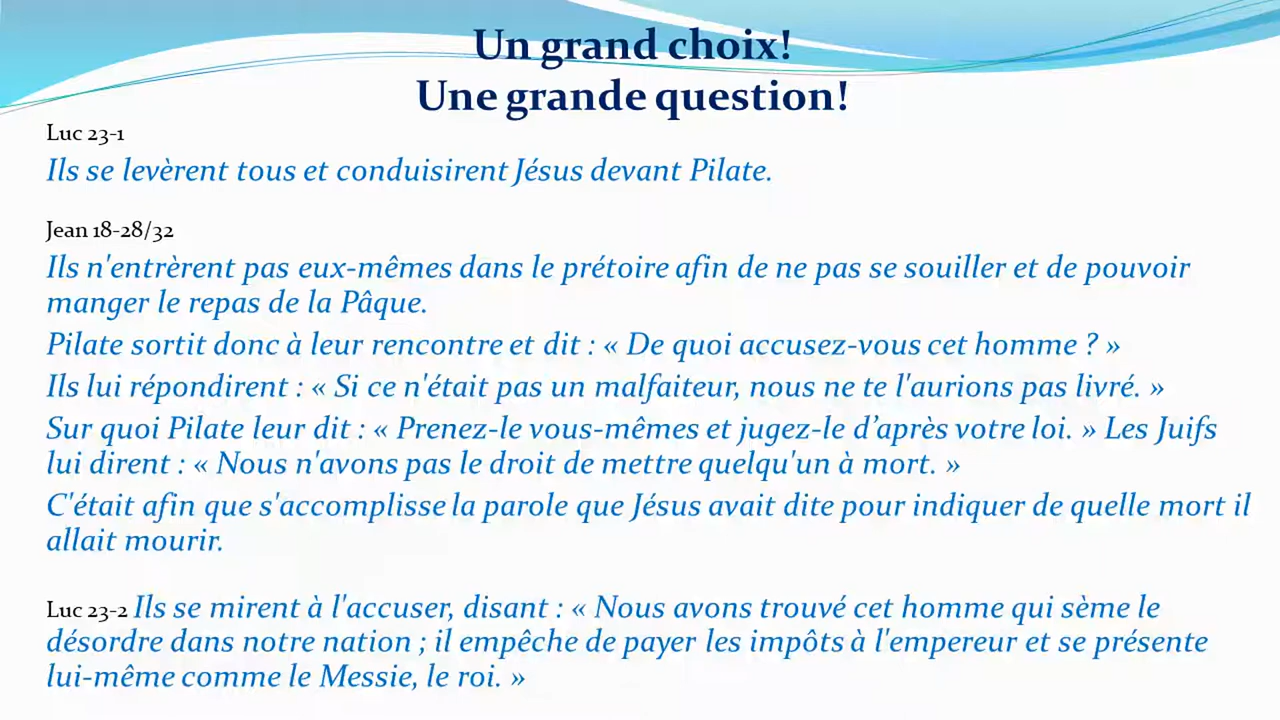 Un grand choix!
Une grande question!
Luc 23-1
Ils se levèrent tous et conduisirent Jésus devant Pilate.
Jean 18-28/32
Ils n'entrèrent pas eux-mêmes dans le prétoire afin de ne pas se souiller et de pouvoir
manger le repas de la Pâque.
Pilate sortit donc à leur rencontre et dit : « De quoi accusez-vous cet homme ? »
Ils lui répondirent : « Si ce n'était pas un malfaiteur, nous ne te l'aurions pas livré. »
Sur quoi Pilate leur dit : « Prenez-le vous-mêmes et jugez-le d’après votre loi. » Les Juifs
lui dirent : « Nous n'avons pas le droit de mettre quelqu'un à mort. »
C'était afin que s'accomplisse la parole que Jésus avait dite pour indiquer de quelle mort il
allait mourir.
Luc 23-2 Ils se mirent à l'accuser, disant : « Nous avons trouvé cet homme qui sème le
désordre dans notre nation ; il empêche de payer les impôts à l'empereur et se présente
lui-même comme le Messie, le roi. »